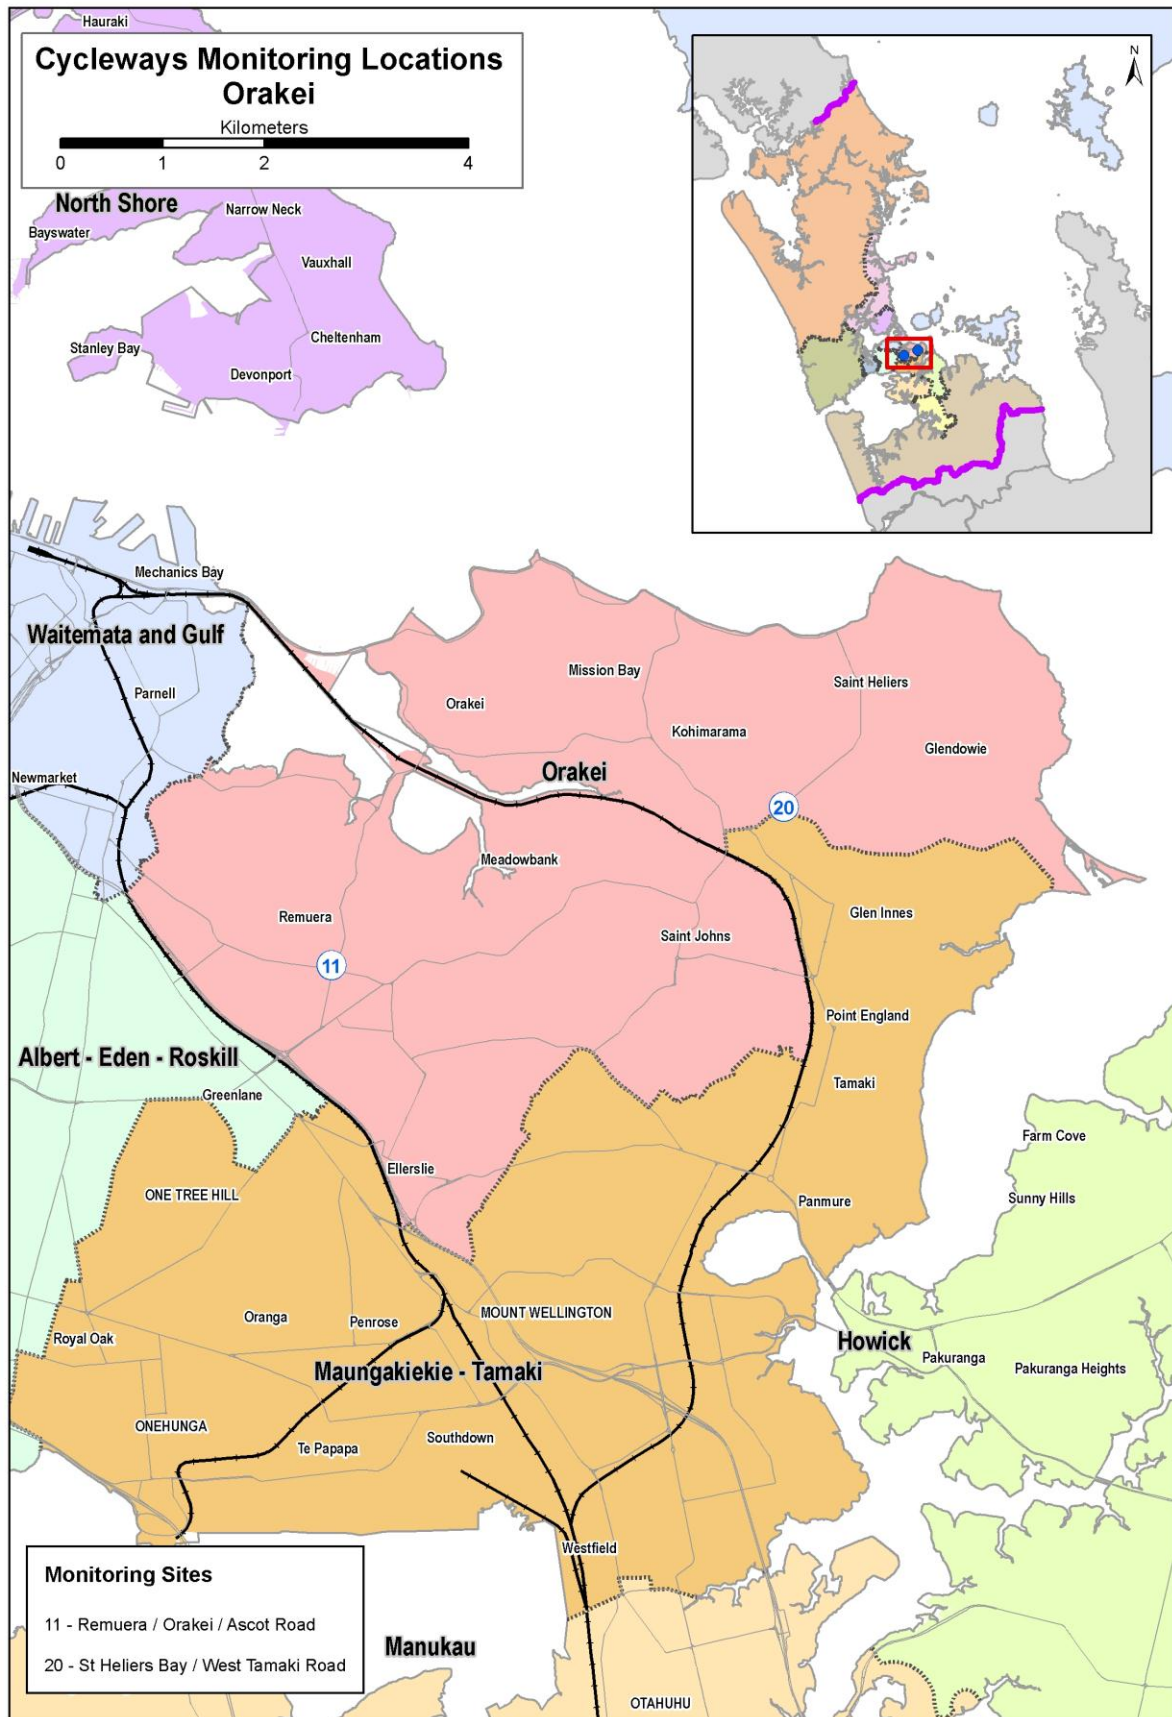 Hauraki
Cycleways Monitoring Locations
Orakei
Kilometers
0 1 2 4
N
North Shore
Narrow Neck
Bayswater
Vauxhall
Cheltenham
Stanley Bay
Devonport
Mechanics Bay
Waitemata and Gulf
Parnell
Mission Bay
Saint Heliers
Orakei
Kohimarama
Glendowie
Newmarket
Orakei
20
Meadowbank
Remuera
Glen Innes
Saint Johns
11
Point England
Albert - Eden - Roskill
Tamaki
Greenlane
Farm Cove
Ellerslie
ONE TREE HILL
Panmure
Sunny Hills
Oranga
Penrose
MOUNT WELLINGTON
Royal Oak
Howick
Pakuranga
Pakuranga Heights
Maungakiekie - Tamaki
ONEHUNGA
Southdown
Te Papapa
Westfield
Monitoring Sites
11 - Remuera / Orakei / Ascot Road
20 - St Heliers Bay / West Tamaki Road
Manukau
OTAHUHU